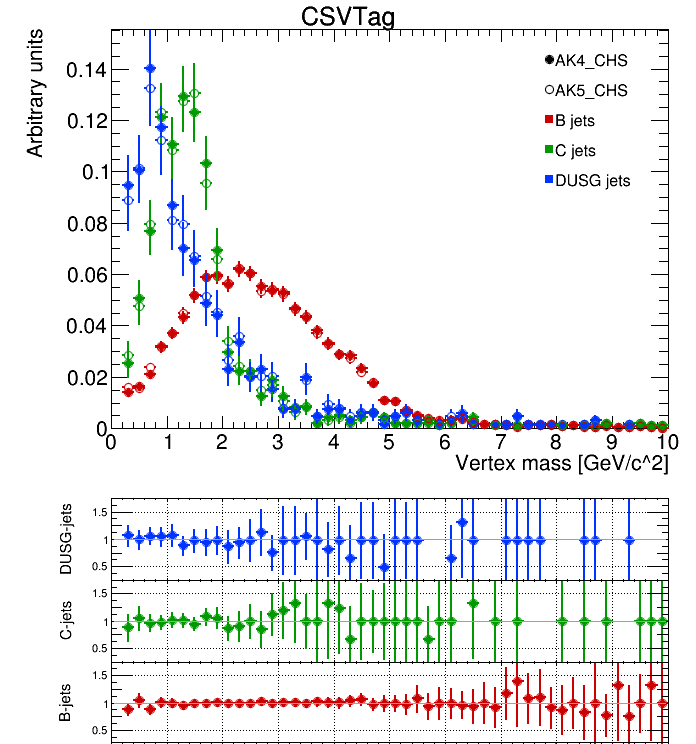 CSVTag
Arbitrary units
0.14
0.12
0.1
0.08
0.06
0.04
0.02
0
AK4_CHS
AK5_CHS
B jets
C jets
DUSG jets
0 1 2 3 4 5 6 7 8 9 10
Vertex mass [GeV/c^2]
DUSG-jets
1.5
1
0.5
C-jets
1.5
1
0.5
B-jets
1.5
1
0.5